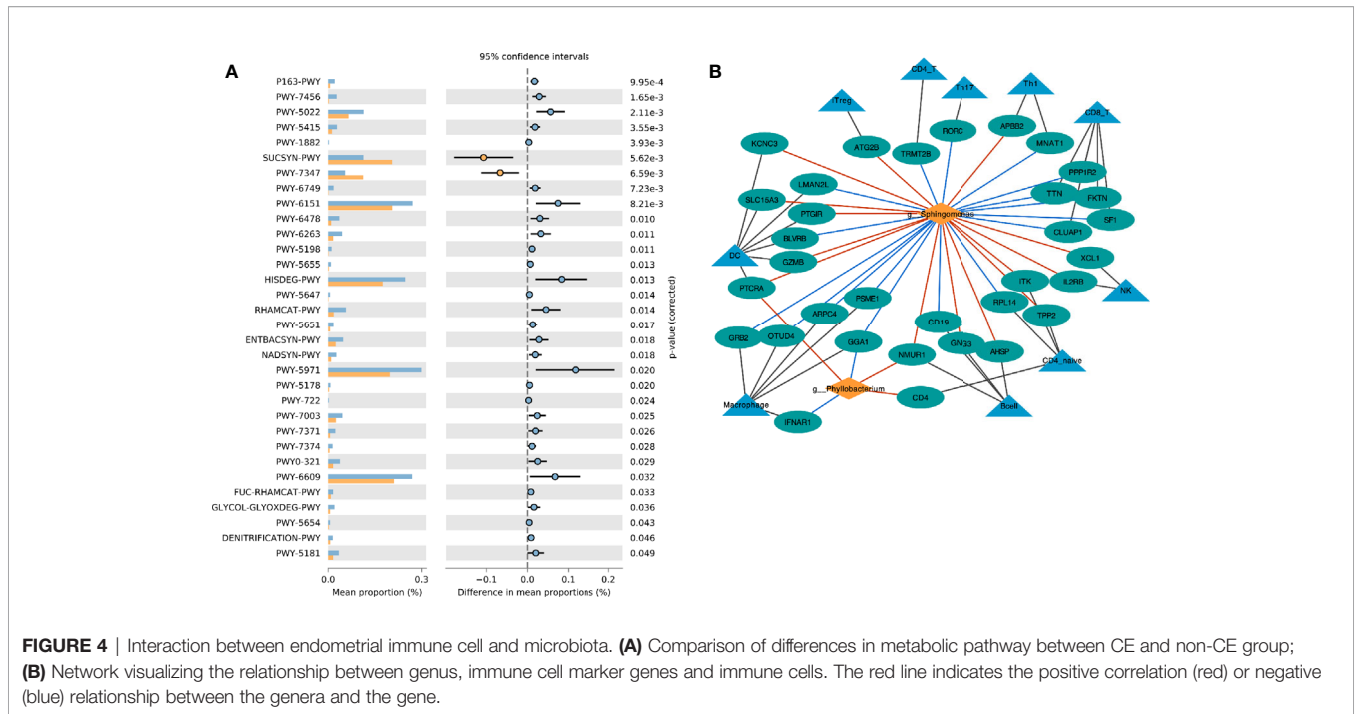 A
95% confidence intervals
P163-PWY 9.95e-4
PWY-7456 1.65e-3
PWY-5022 2.11e-3
PWY-5415 3.55e-3
PWY-1882 3.93e-3
SUCSYN-PWY 5.62e-3
PWY-7347 6.59e-3
PWY-6749 7.23e-3
PWY-6151 8.21e-3
PWY-6478 0.010
PWY-6263 0.011
PWY-5198 0.011
PWY-5655 0.013
HISDEG-PWY 0.013
PWY-5647 0.014
RHAMCAT-PWY 0.014
PWY-5651 0.017
ENTBACSYN-PWY 0.018
NADSYN-PWY 0.018
PWY-5971 0.020
PWY-5178 0.020
PWY-722 0.024
PWY-7003 0.025
PWY-7371 0.026
PWY-7374 0.028
PWY0-321 0.029
PWY-6609 0.032
FUC-RHAMCAT-PWY 0.033
GLYCOL-GLYOXDEG-PWY 0.036
PWY-5654 0.043
DENITRIFICATION-PWY 0.046
PWY-5181 0.049
p-value (corrected)
0.0 0.3 −0.1 0.0 0.1 0.2
Mean proportion (%) Difference in mean proportions (%)
B
CD4_T
Th17
Th1
Treg
CD8_T
KCNC3
ATG2B
TRMT2B
RORC
APBB2
MNAT1
LMAN2L
PPP1R2
SLC15A3
TTN
FKTN
PTGIR
g__Sphingomonas
SF1
BLVRB
CLUAP1
DC
GZMB
XCL1
PTCRA
ITK
IL2RB
NK
PSME1
RPL14
ARPC4
TPP2
CD19
GRB2
OTUD4
GGA1
NMUR1
GNG33
AHSP
CD4_naive
g__Phyllobacterium
CD4
Macrophage
Bcell
IFNAR1
FIGURE 4 | Interaction between endometrial immune cell and microbiota. (A) Comparison of differences in metabolic pathway between CE and non-CE group;
(B) Network visualizing the relationship between genus, immune cell marker genes and immune cells. The red line indicates the positive correlation (red) or negative
(blue) relationship between the genera and the gene.